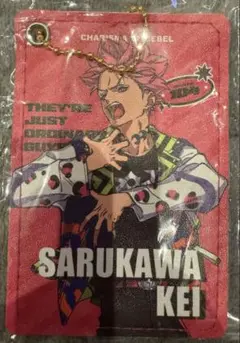 CHARISMA
REBEL
THEY'RE
JUST
ORDINARY
GUYS
SARUKAWA
KEI